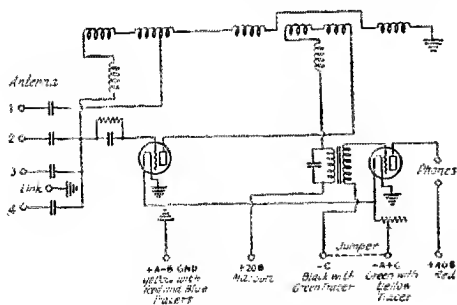 Antenna
1
2
3
Link
4
Phones
Jumper
+A-B GND
Yellow with
Red and Blue
Tracers
+20B
Maroon
-C
Black with
Green Tracer
-A+C
Green with
Yellow
Tracer
Red